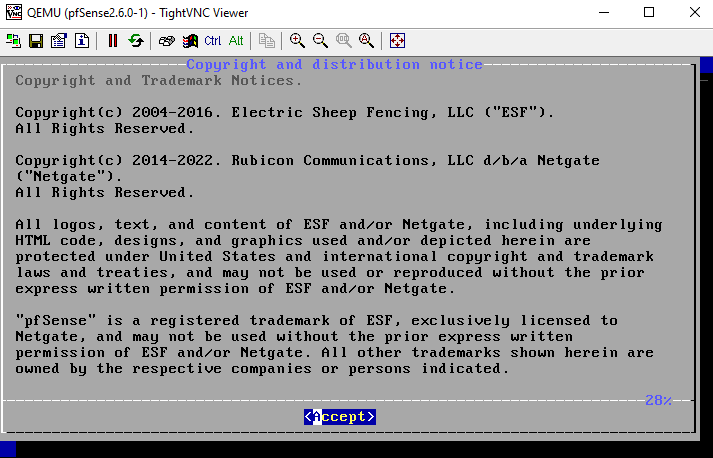 QEMU (pfSense2.6.0-1) - TightVNC Viewer
Ctrl Alt
Copyright and distribution notice
Copyright and Trademark Notices.
Copyright(c) 2004-2016. Electric Sheep Fencing, LLC ("ESF").
All Rights Reserved.
Copyright(c) 2014-2022. Rubicon Communications, LLC d/b/a Netgate
("Netgate").
All Rights Reserved.
All logos, text, and content of ESF and/or Netgate, including underlying
HTML code, designs, and graphics used and/or depicted herein are
protected under United States and international copyright and trademark
laws and treaties, and may not be used or reproduced without the prior
express written permission of ESF and/or Netgate.
"pfSense" is a registered trademark of ESF, exclusively licensed to
Netgate, and may not be used without the prior express written
permission of ESF and/or Netgate. All other trademarks shown herein are
owned by the respective companies or persons indicated.
28%
<Accept>